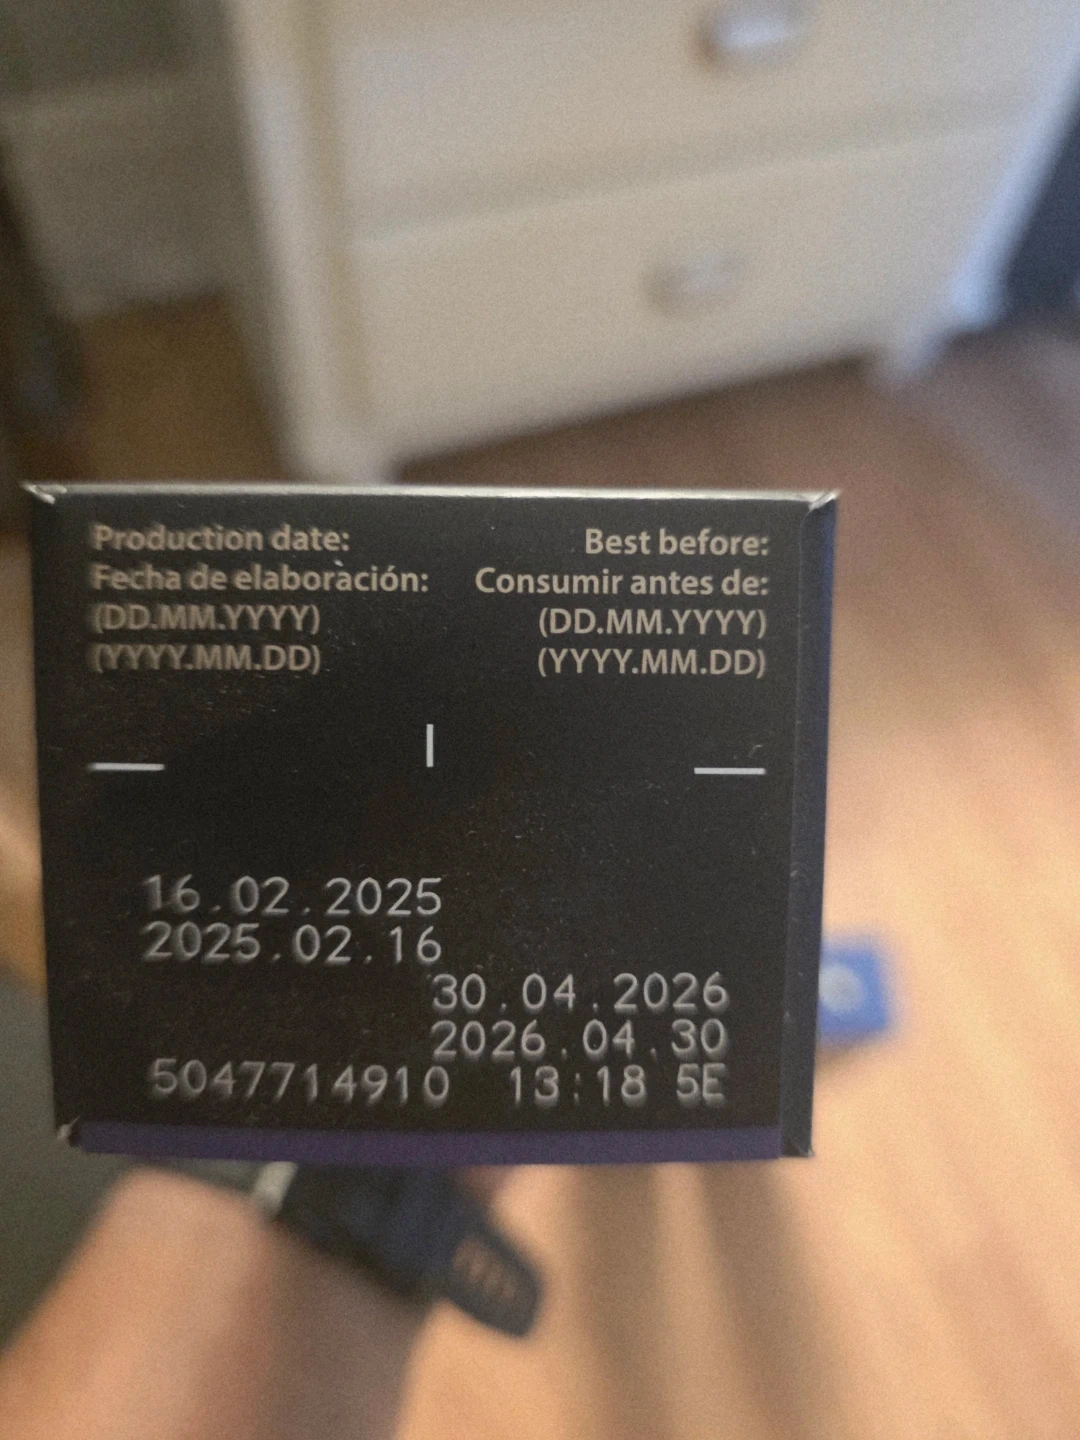 Production date:
Fecha de elaboración:
(DD.MM.YYYY)
(YYYY.MM.DD)
Best before:
Consumir antes de:
(DD.MM.YYYY)
(YYYY.MM.DD)
16.02.2025
2025.02.16
30.04.2026
2026.04.30
5047714910 13:18 5E